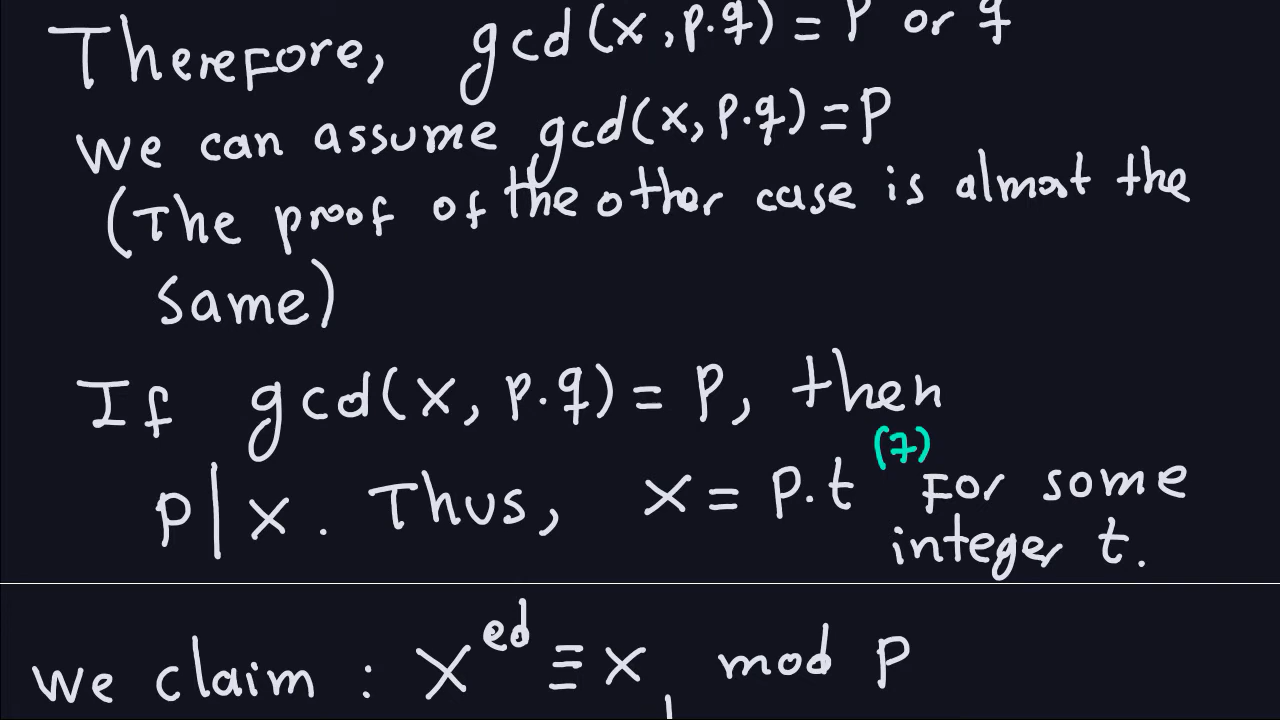 Therefore, gcd(x, p.q) = p or q
we can assume gcd(x, p.q) = p
(The proof of the other case is almost the
same)
If gcd(x, p.q) = p, then
p | x. Thus, x = p.t (7) For some
integer t.
we claim : x^ed ≡ x mod p